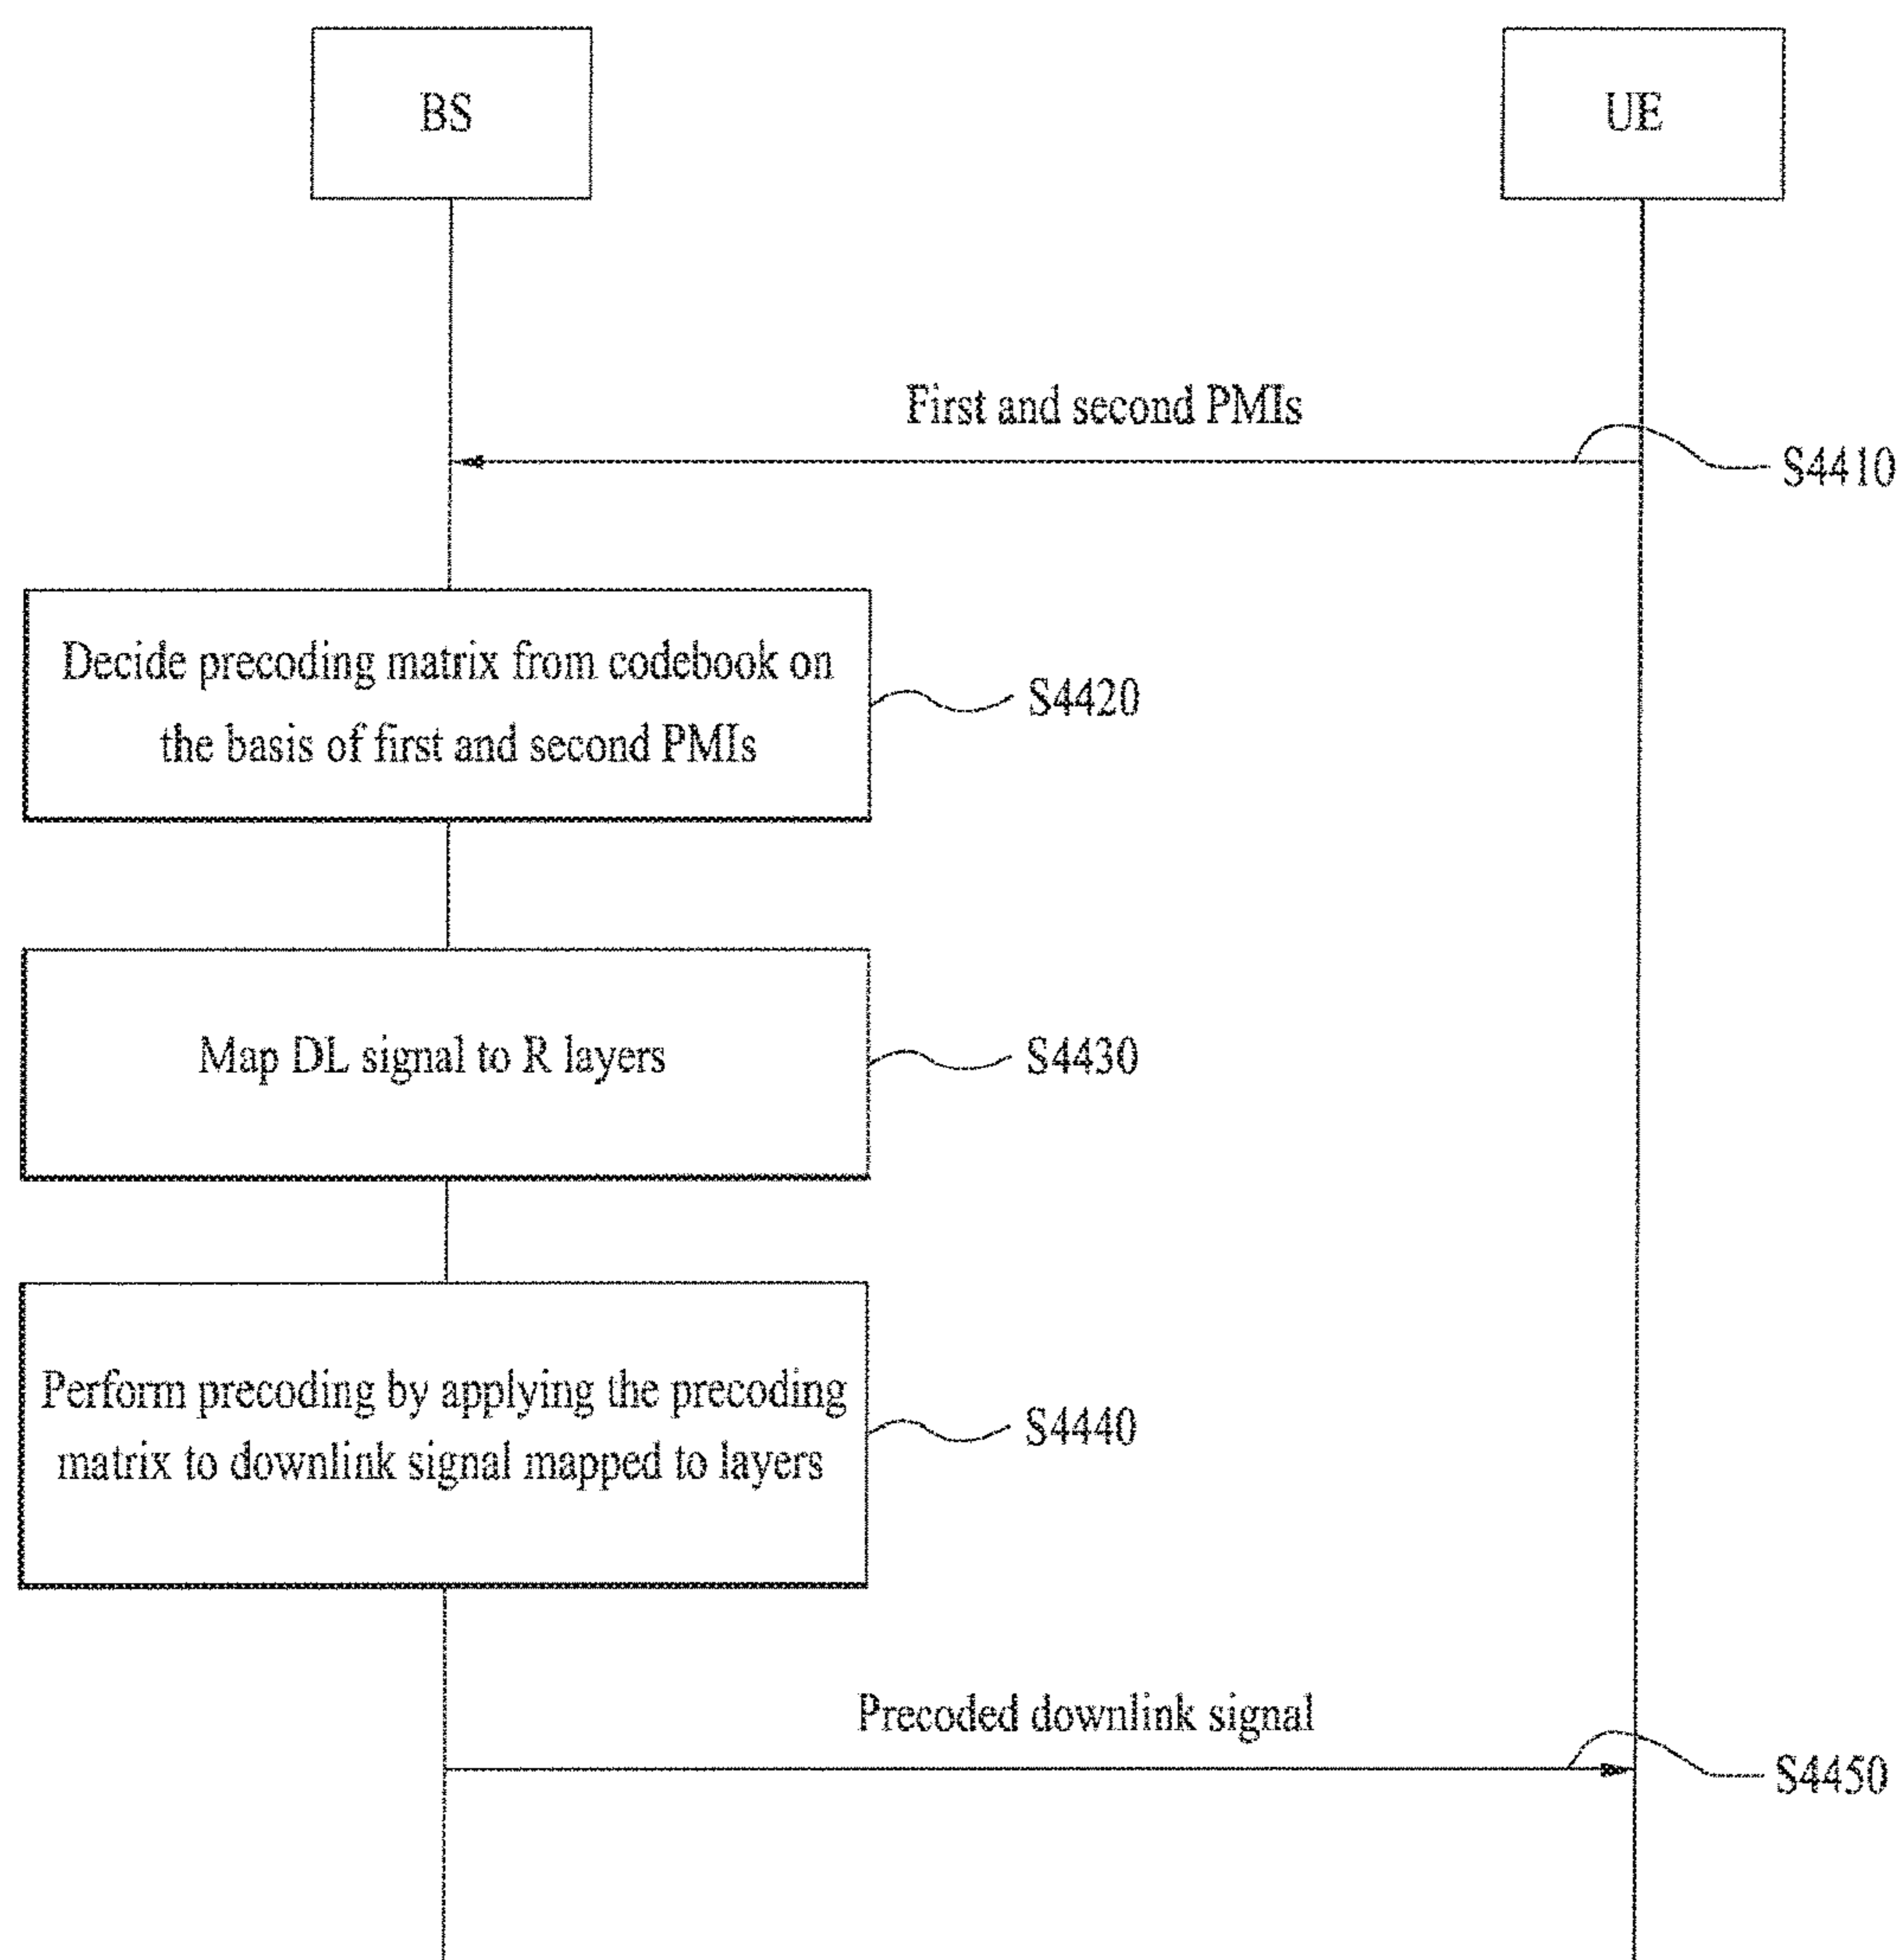 BS
UE
First and second PMIs
S4410
Decide precoding matrix from codebook on
the basis of first and second PMIs
S4420
Map DL signal to R layers
S4430
Perform precoding by applying the precoding
matrix to downlink signal mapped to layers
S4440
Precoded downlink signal
S4450